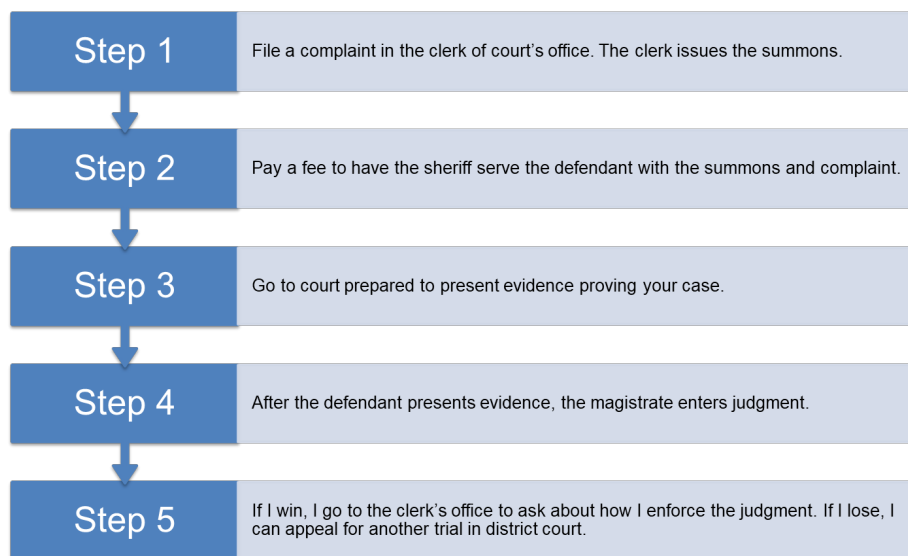 Step 1
File a complaint in the clerk of court's office. The clerk issues the summons.
Step 2
Pay a fee to have the sheriff serve the defendant with the summons and complaint.
Step 3
Go to court prepared to present evidence proving your case.
Step 4
After the defendant presents evidence, the magistrate enters judgment.
Step 5
If I win, I go to the clerk's office to ask about how I enforce the judgment. If I lose, I
can appeal for another trial in district court.